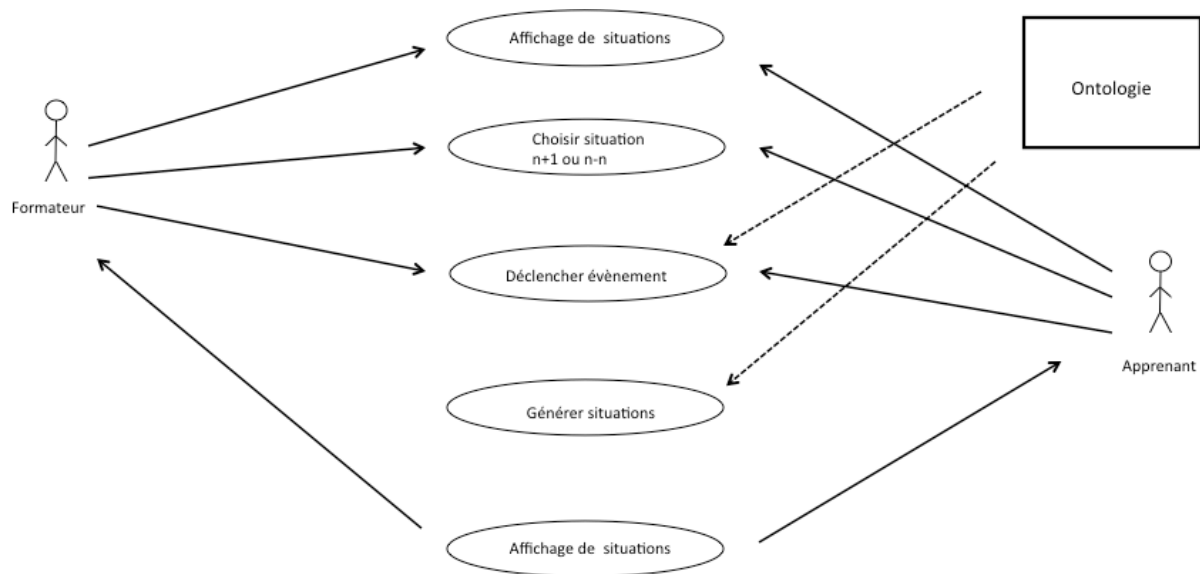 Affichage de situations
Ontologie
Choisir situation
n+1 ou n-n
Formateur
Déclencher évènement
Apprenant
Générer situations
Affichage de situations